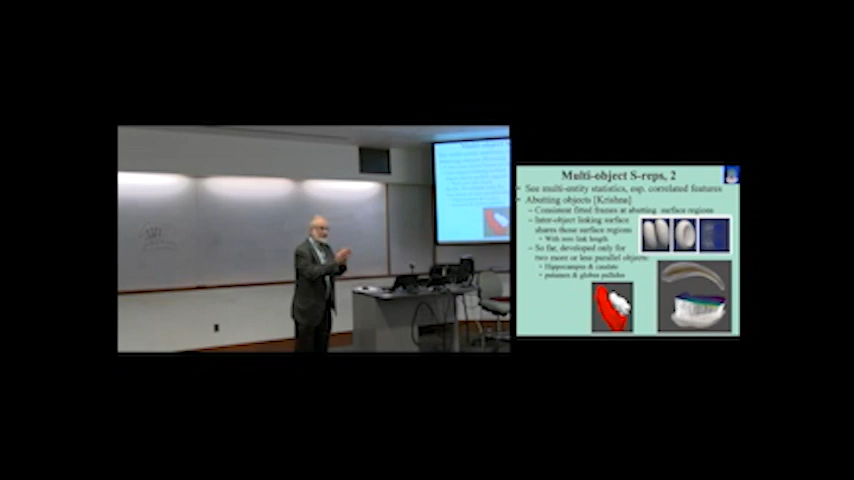 Multi-object S-reps, 2
• See multi-entity statistics, esp. correlated features
• Abutting objects [Krishna]
– Consistent fitted frames at abutting surface regions
– Inter-object linking surface
shares those surface regions
• With zero link length
– So far, developed only for
two more or less parallel objects:
• Hippocampus & caudate
• putamen & globus pallidus